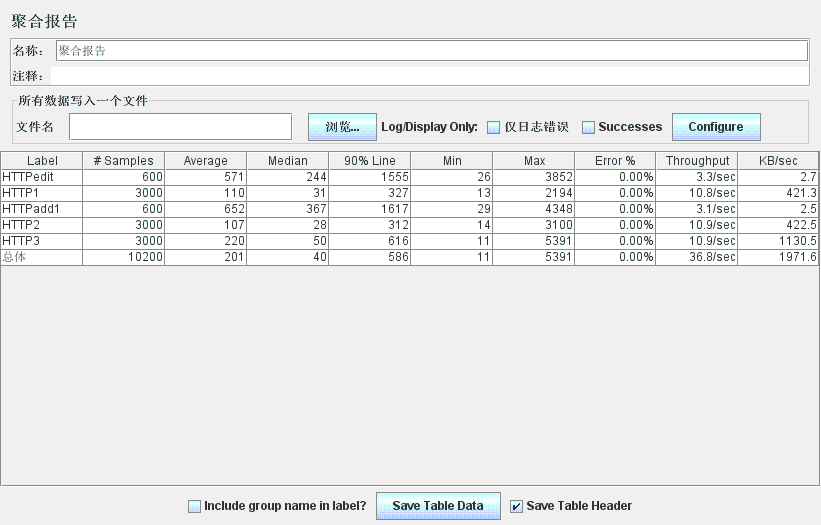 聚合报告
名称： 聚合报告
注释：
所有数据写入一个文件
文件名 浏览... Log/Display Only: 仅日志错误 Successes Configure
Label # Samples Average Median 90% Line Min Max Error % Throughput KB/sec
HTTPedit 600 571 244 1555 26 3852 0.00% 3.3/sec 2.7
HTTP1 3000 110 31 327 13 2194 0.00% 10.8/sec 421.3
HTTPadd1 600 652 367 1617 29 4348 0.00% 3.1/sec 2.5
HTTP2 3000 107 28 312 14 3100 0.00% 10.9/sec 422.5
HTTP3 3000 220 50 616 11 5391 0.00% 10.9/sec 1130.5
总体 10200 201 40 586 11 5391 0.00% 36.8/sec 1971.6
Include group name in label? Save Table Data Save Table Header